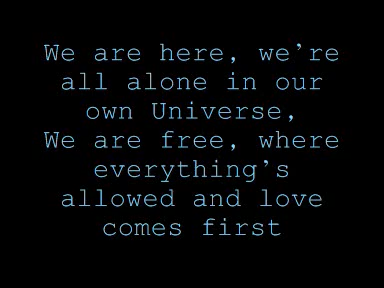 We are here, we’re
all alone in our
own Universe,
We are free, where
everything’s
allowed and love
comes first